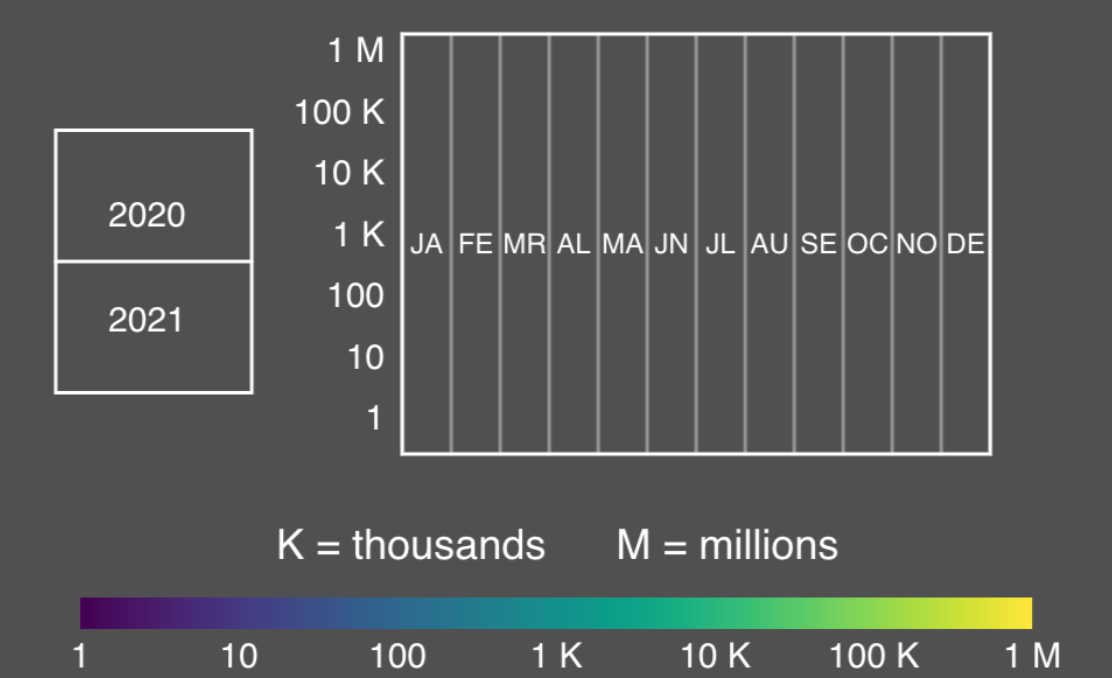 1 M
100 K
10 K
1 K
100
10
1
2020
2021
JA FE MR AL MA JN JL AU SE OC NO DE
K = thousands M = millions
1 10 100 1 K 10 K 100 K 1 M